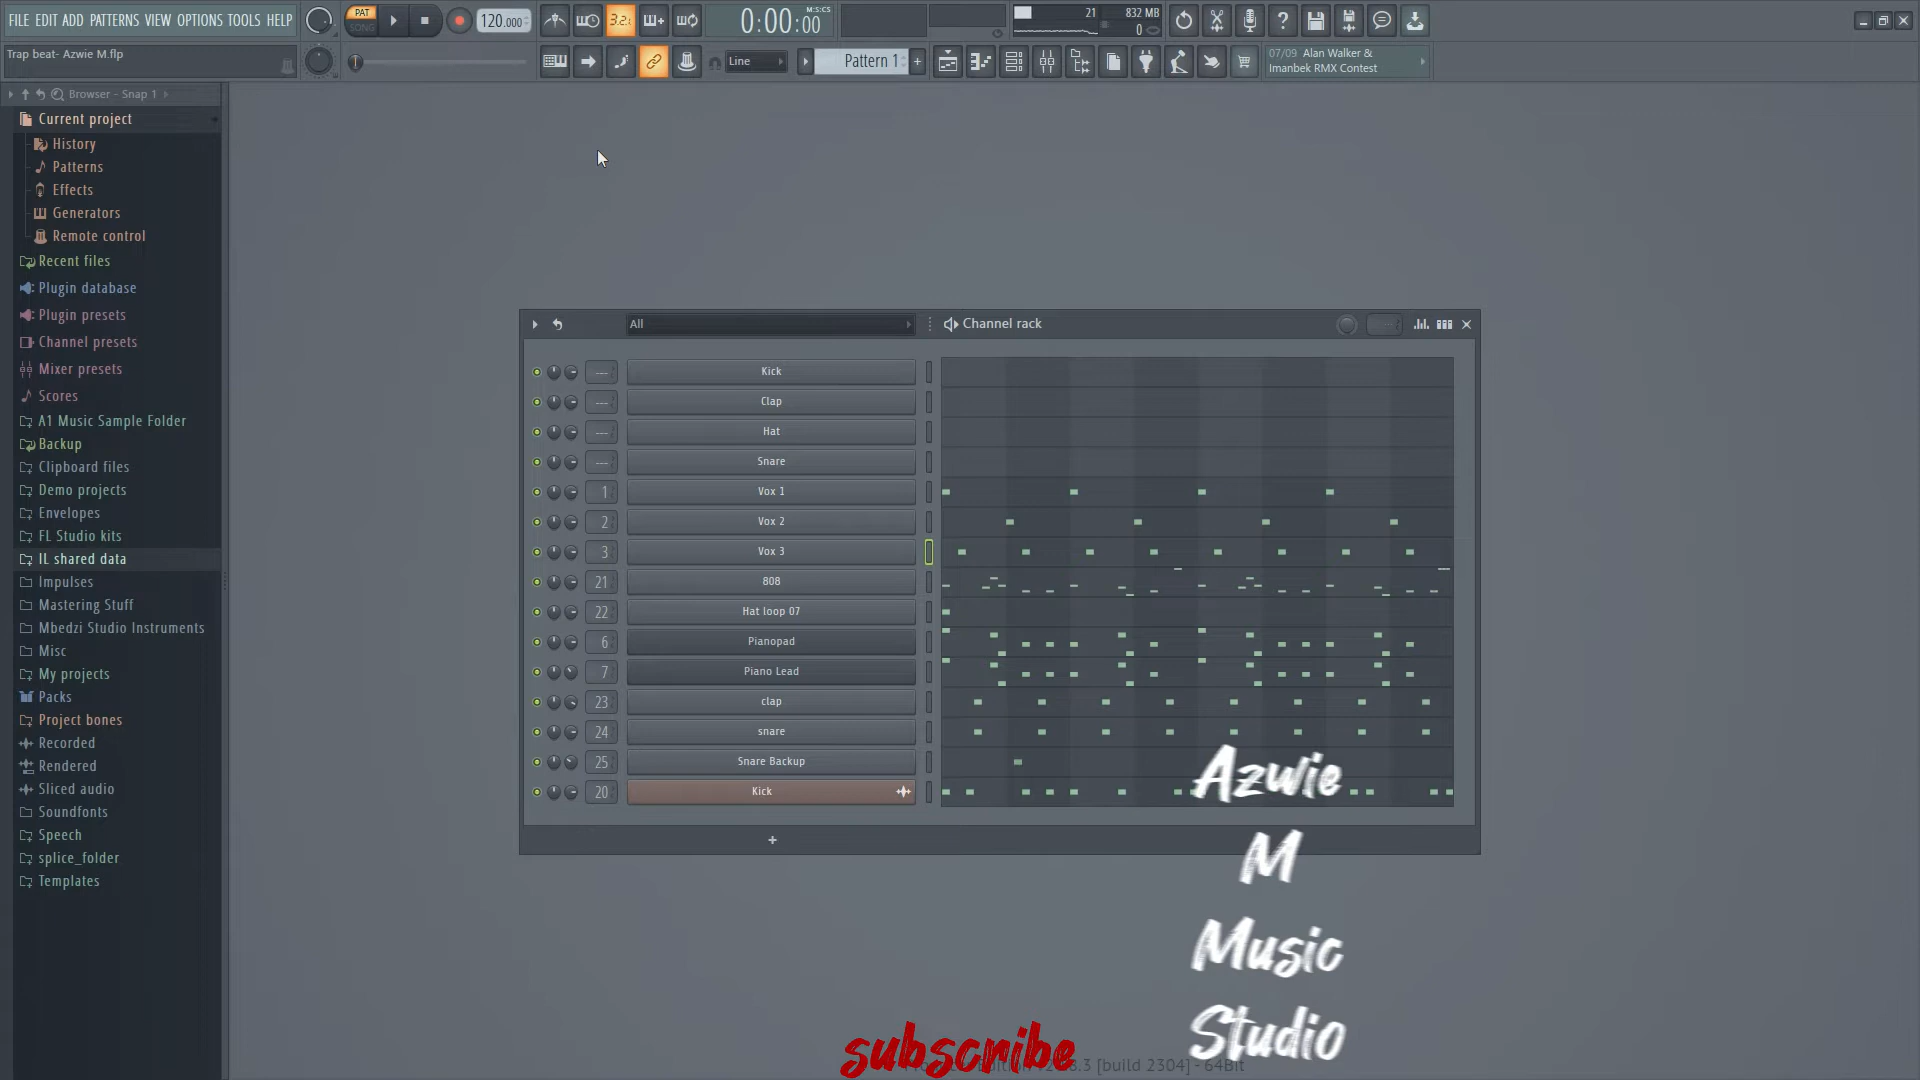 FILE EDIT ADD PATTERNS VIEW OPTIONS TOOLS HELP
PAT
SONG
120.000
3.2.
0:00:00
M:S:CS
21
832 MB
0
07/09 Alan Walker &
Imanbek RMX Contest
Trap beat- Azwie M.flp
Line
Pattern 1
+
Browser - Snap 1
Current project
History
Patterns
Effects
Generators
Remote control
Recent files
Plugin database
Plugin presets
Channel presets
Mixer presets
Scores
A1 Music Sample Folder
Backup
Clipboard files
Demo projects
Envelopes
FL Studio kits
IL shared data
Impulses
Mastering Stuff
Mbedzi Studio Instruments
Misc
My projects
Packs
Project bones
Recorded
Rendered
Sliced audio
Soundfonts
Speech
splice_folder
Templates
All
Channel rack
--- Kick
--- Clap
--- Hat
--- Snare
1 Vox 1
2 Vox 2
3 Vox 3
21 808
22 Hat loop 07
6 Pianopad
7 Piano Lead
23 clap
24 snare
25 Snare Backup
20 Kick
+
Azwie
M
Music
Studio
subscribe
[build 2304] - 64Bit